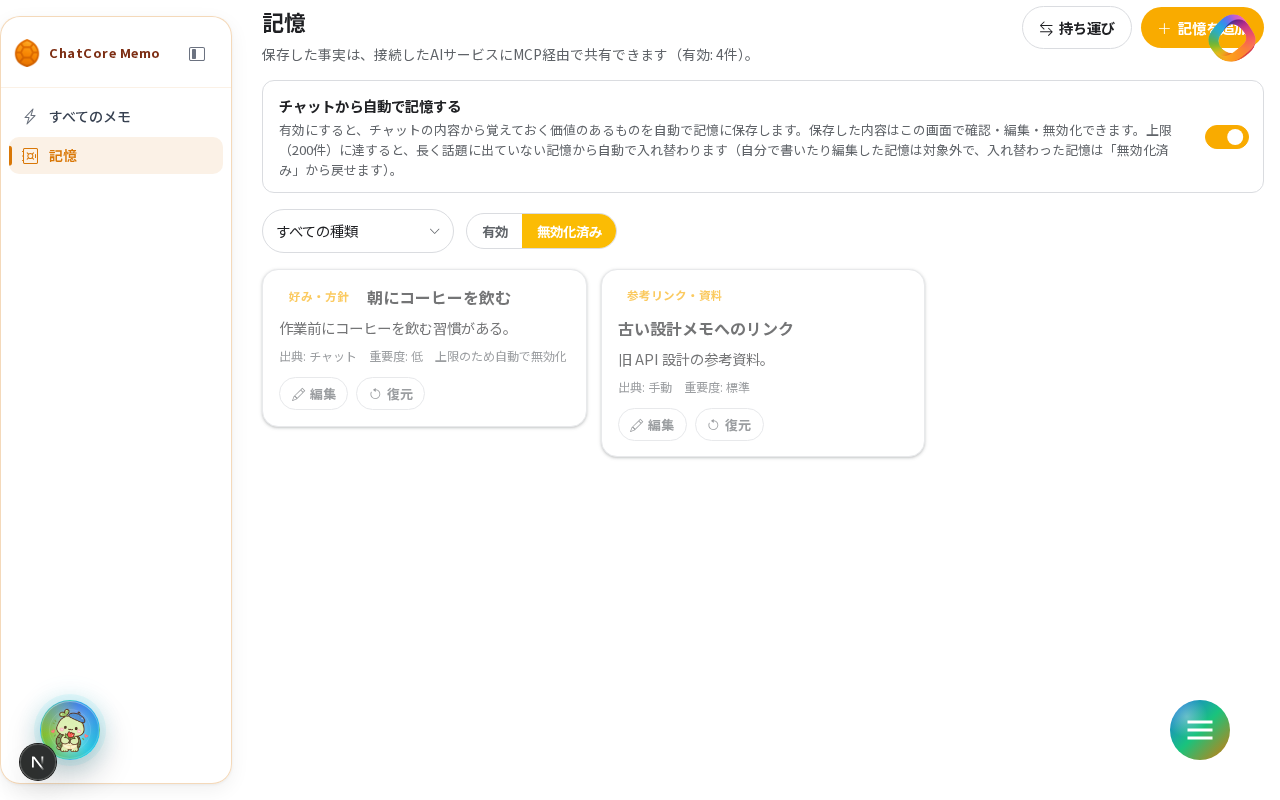 ChatCore Memo
すべてのメモ
記憶
記憶
保存した事実は、接続したAIサービスにMCP経由で共有できます（有効: 4件）。
持ち運び
記憶を追加
チャットから自動で記憶する
有効にすると、チャットの内容から覚えておく価値のあるものを自動で記憶に保存します。保存した内容はこの画面で確認・編集・無効化できます。上限
（200件）に達すると、長く話題に出ていない記憶から自動で入れ替わります（自分で書いたり編集した記憶は対象外で、入れ替わった記憶は「無効化済
み」から戻せます）。
すべての種類
有効
無効化済み
好み・方針
朝にコーヒーを飲む
作業前にコーヒーを飲む習慣がある。
出典: チャット 重要度: 低 上限のため自動で無効化
編集
復元
参考リンク・資料
古い設計メモへのリンク
旧 API 設計の参考資料。
出典: 手動 重要度: 標準
編集
復元
N